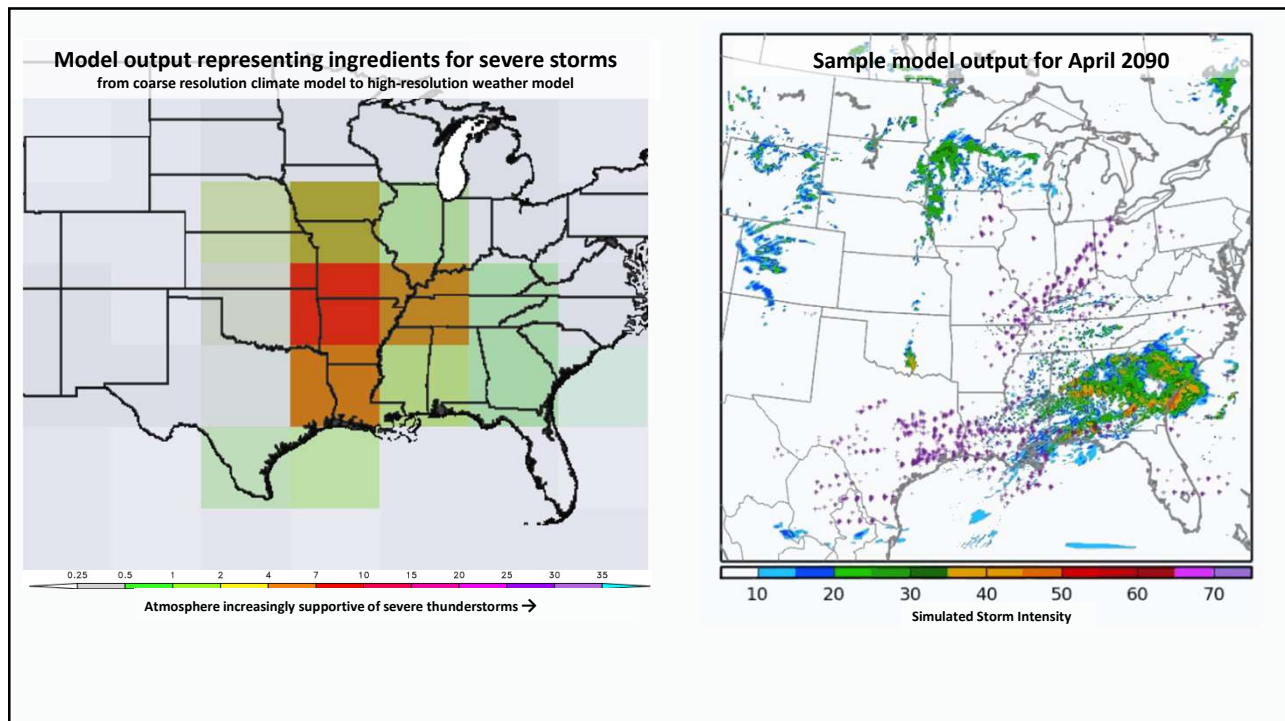 Model output representing ingredients for severe storms
from coarse resolution climate model to high-resolution weather model
0.25 0.5 1 2 4 7 10 15 20 25 30 35
Atmosphere increasingly supportive of severe thunderstorms →
Sample model output for April 2090
10 20 30 40 50 60 70
Simulated Storm Intensity